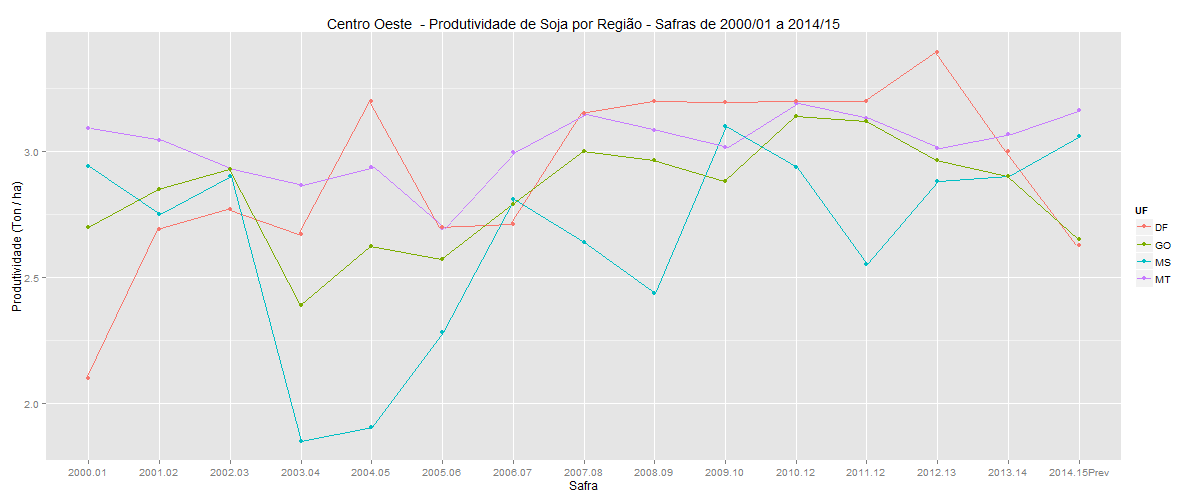 Centro Oeste - Produtividade de Soja por Região - Safras de 2000/01 a 2014/15
Produtividade (Ton / ha)
3.0
2.5
2.0
2000.01 2001.02 2002.03 2003.04 2004.05 2005.06 2006.07 2007.08 2008.09 2009.10 2010.12 2011.12 2012.13 2013.14 2014.15Prev
Safra
UF
DF
GO
MS
MT